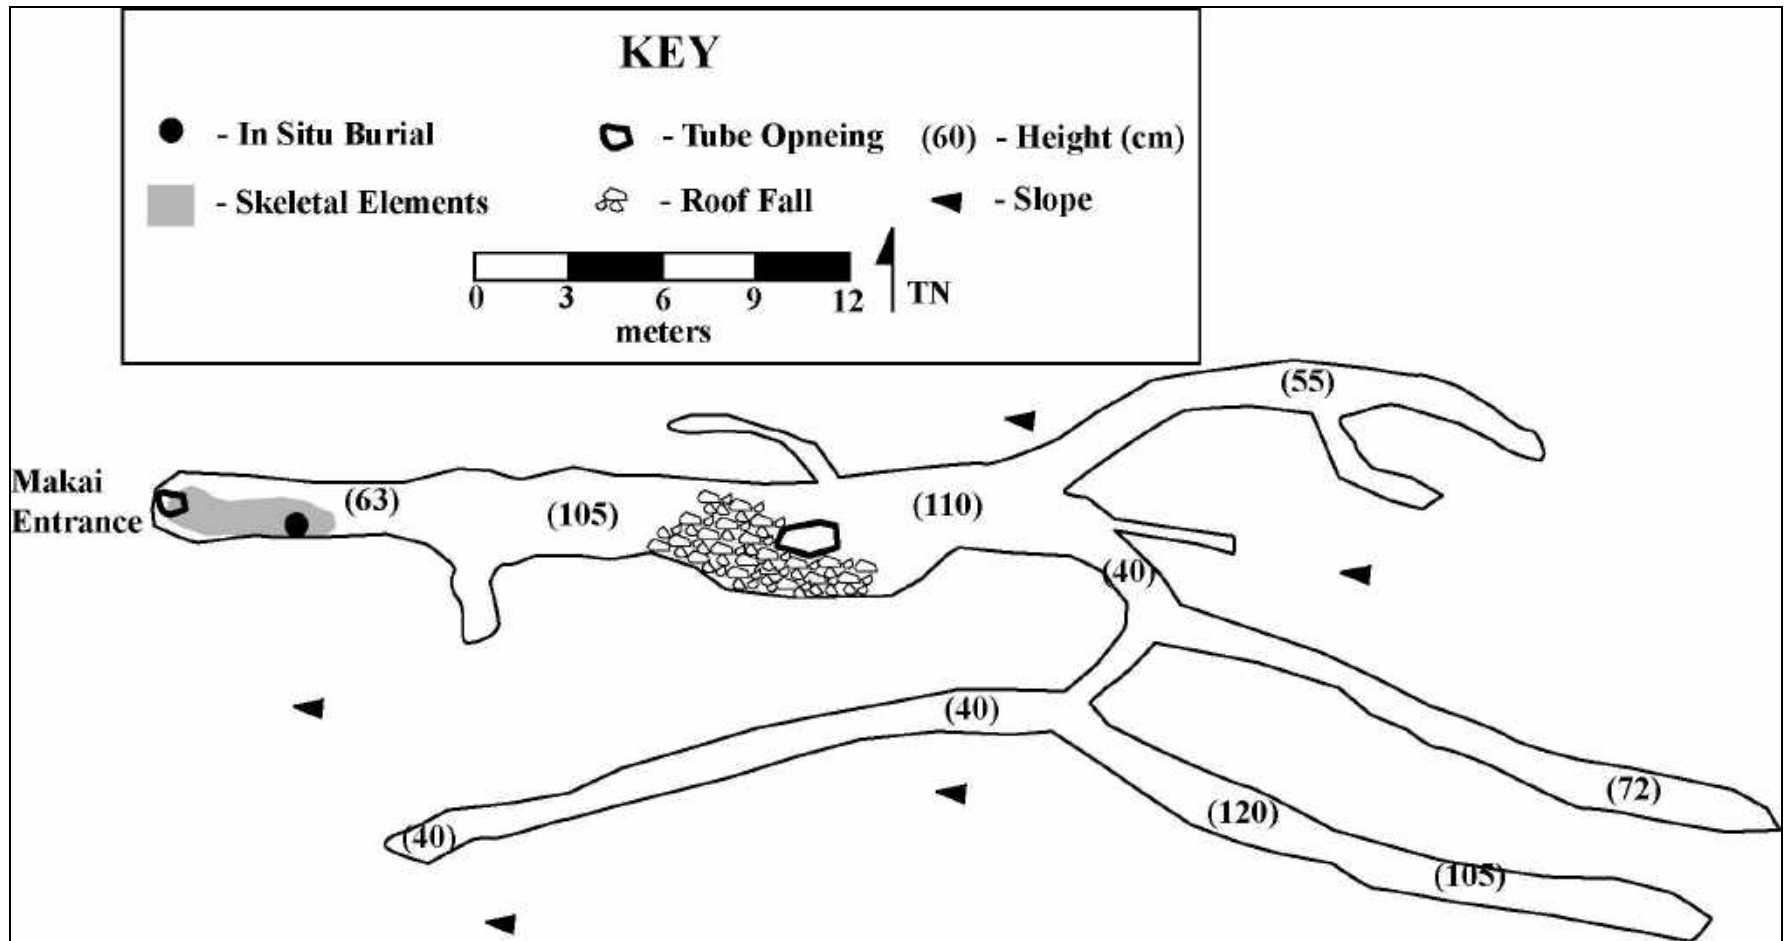 KEY
- In Situ Burial
- Tube Opneing
(60) - Height (cm)
- Skeletal Elements
- Roof Fall
- Slope
0 3 6 9 12
meters
TN
(55)
Makai
Entrance
(63)
(105)
(110)
(40)
(40)
(72)
(120)
(40)
(105)